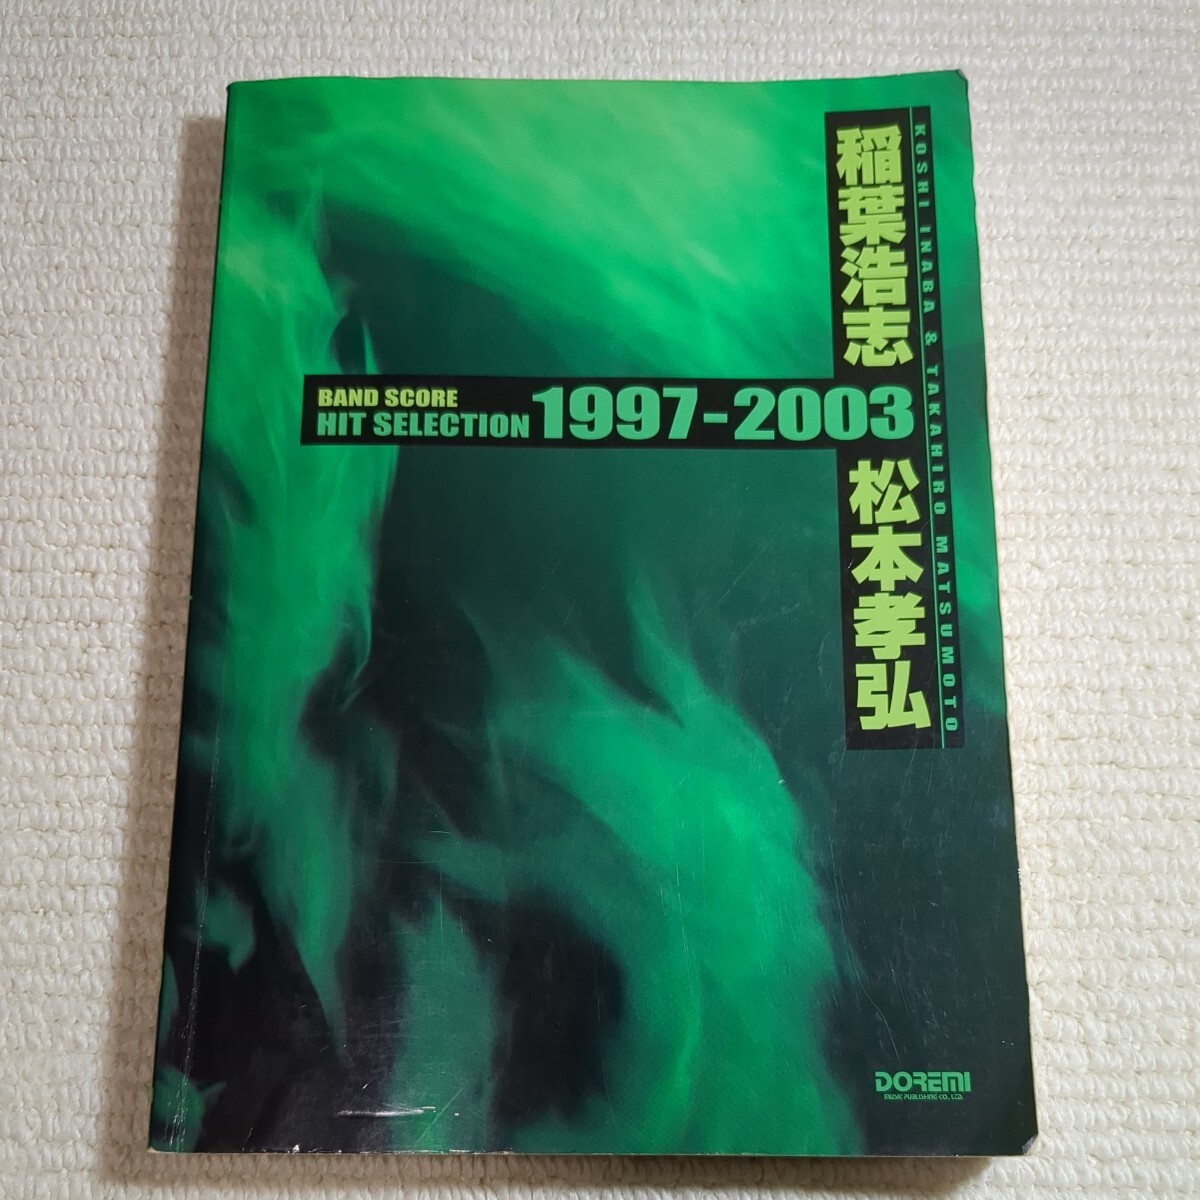 稲葉浩志
KOSHI INABA & TAKAHIRO MATSUMOTO
BAND SCORE
HIT SELECTION 1997-2003
松本孝弘
DOREMI
MUSIC PUBLISHING CO., LTD.